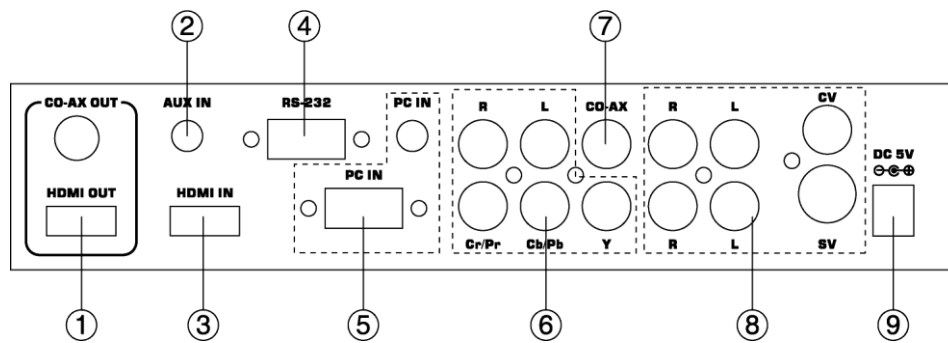 ② ④ ⑦
CO-AX OUT AUX IN RS-232 PC IN R L CO-AX R L CV
DC 5V
HDMI OUT HDMI IN PC IN
Cr/Pr Cb/Pb Y R L SV
① ③ ⑤ ⑥ ⑧ ⑨